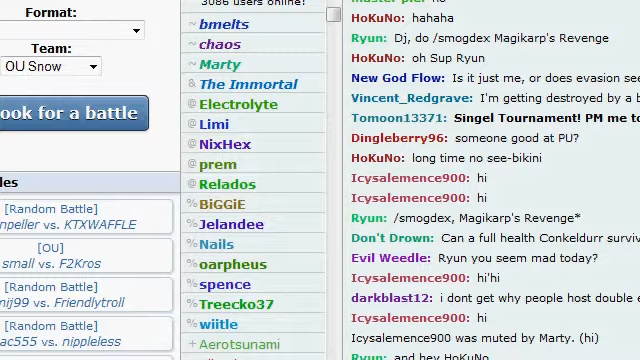 Format:
Team:
OU Snow
ook for a battle
les
[Random Battle]
npeller vs. KTXWAFFLE
[OU]
small vs. F2Kros
[Random Battle]
mij99 vs. Friendlytroll
[Random Battle]
ac555 vs. nippleless
3086 users online!
~ bmelts
~ chaos
~ Marty
& The Immortal
@ Electrolyte
@ Limi
@ NixHex
@ prem
@ Relados
% BiGGiE
% Jelandee
% Nails
% oarpheus
% spence
% Treecko37
% wiitle
+ Aerotsunami
HoKuNo: hahaha
Ryun: Dj, do /smogdex Magikarp's Revenge
HoKuNo: oh Sup Ryun
New God Flow: Is it just me, or does evasion see
Vincent_Redgrave: I'm getting destroyed by a b
Tomoon13371: Singel Tournament! PM me to
Dingleberry96: someone good at PU?
HoKuNo: long time no see-bikini
Icysalemence900: hi
Icysalemence900: hi
Ryun: /smogdex, Magikarp's Revenge*
Don't Drown: Can a full health Conkeldurr surviv
Evil Weedle: Ryun you seem mad today?
Icysalemence900: hi'hi
darkblast12: i dont get why people host double e
Icysalemence900: hi
Icysalemence900 was muted by Marty. (hi)
Ryun: and hey HoKuNo